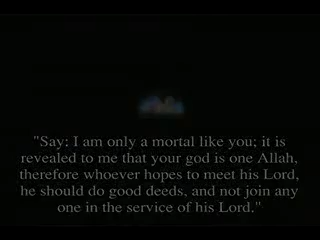 "Say: I am only a mortal like you; it is
revealed to me that your god is one Allah,
therefore whoever hopes to meet his Lord,
he should do good deeds, and not join any
one in the service of his Lord."